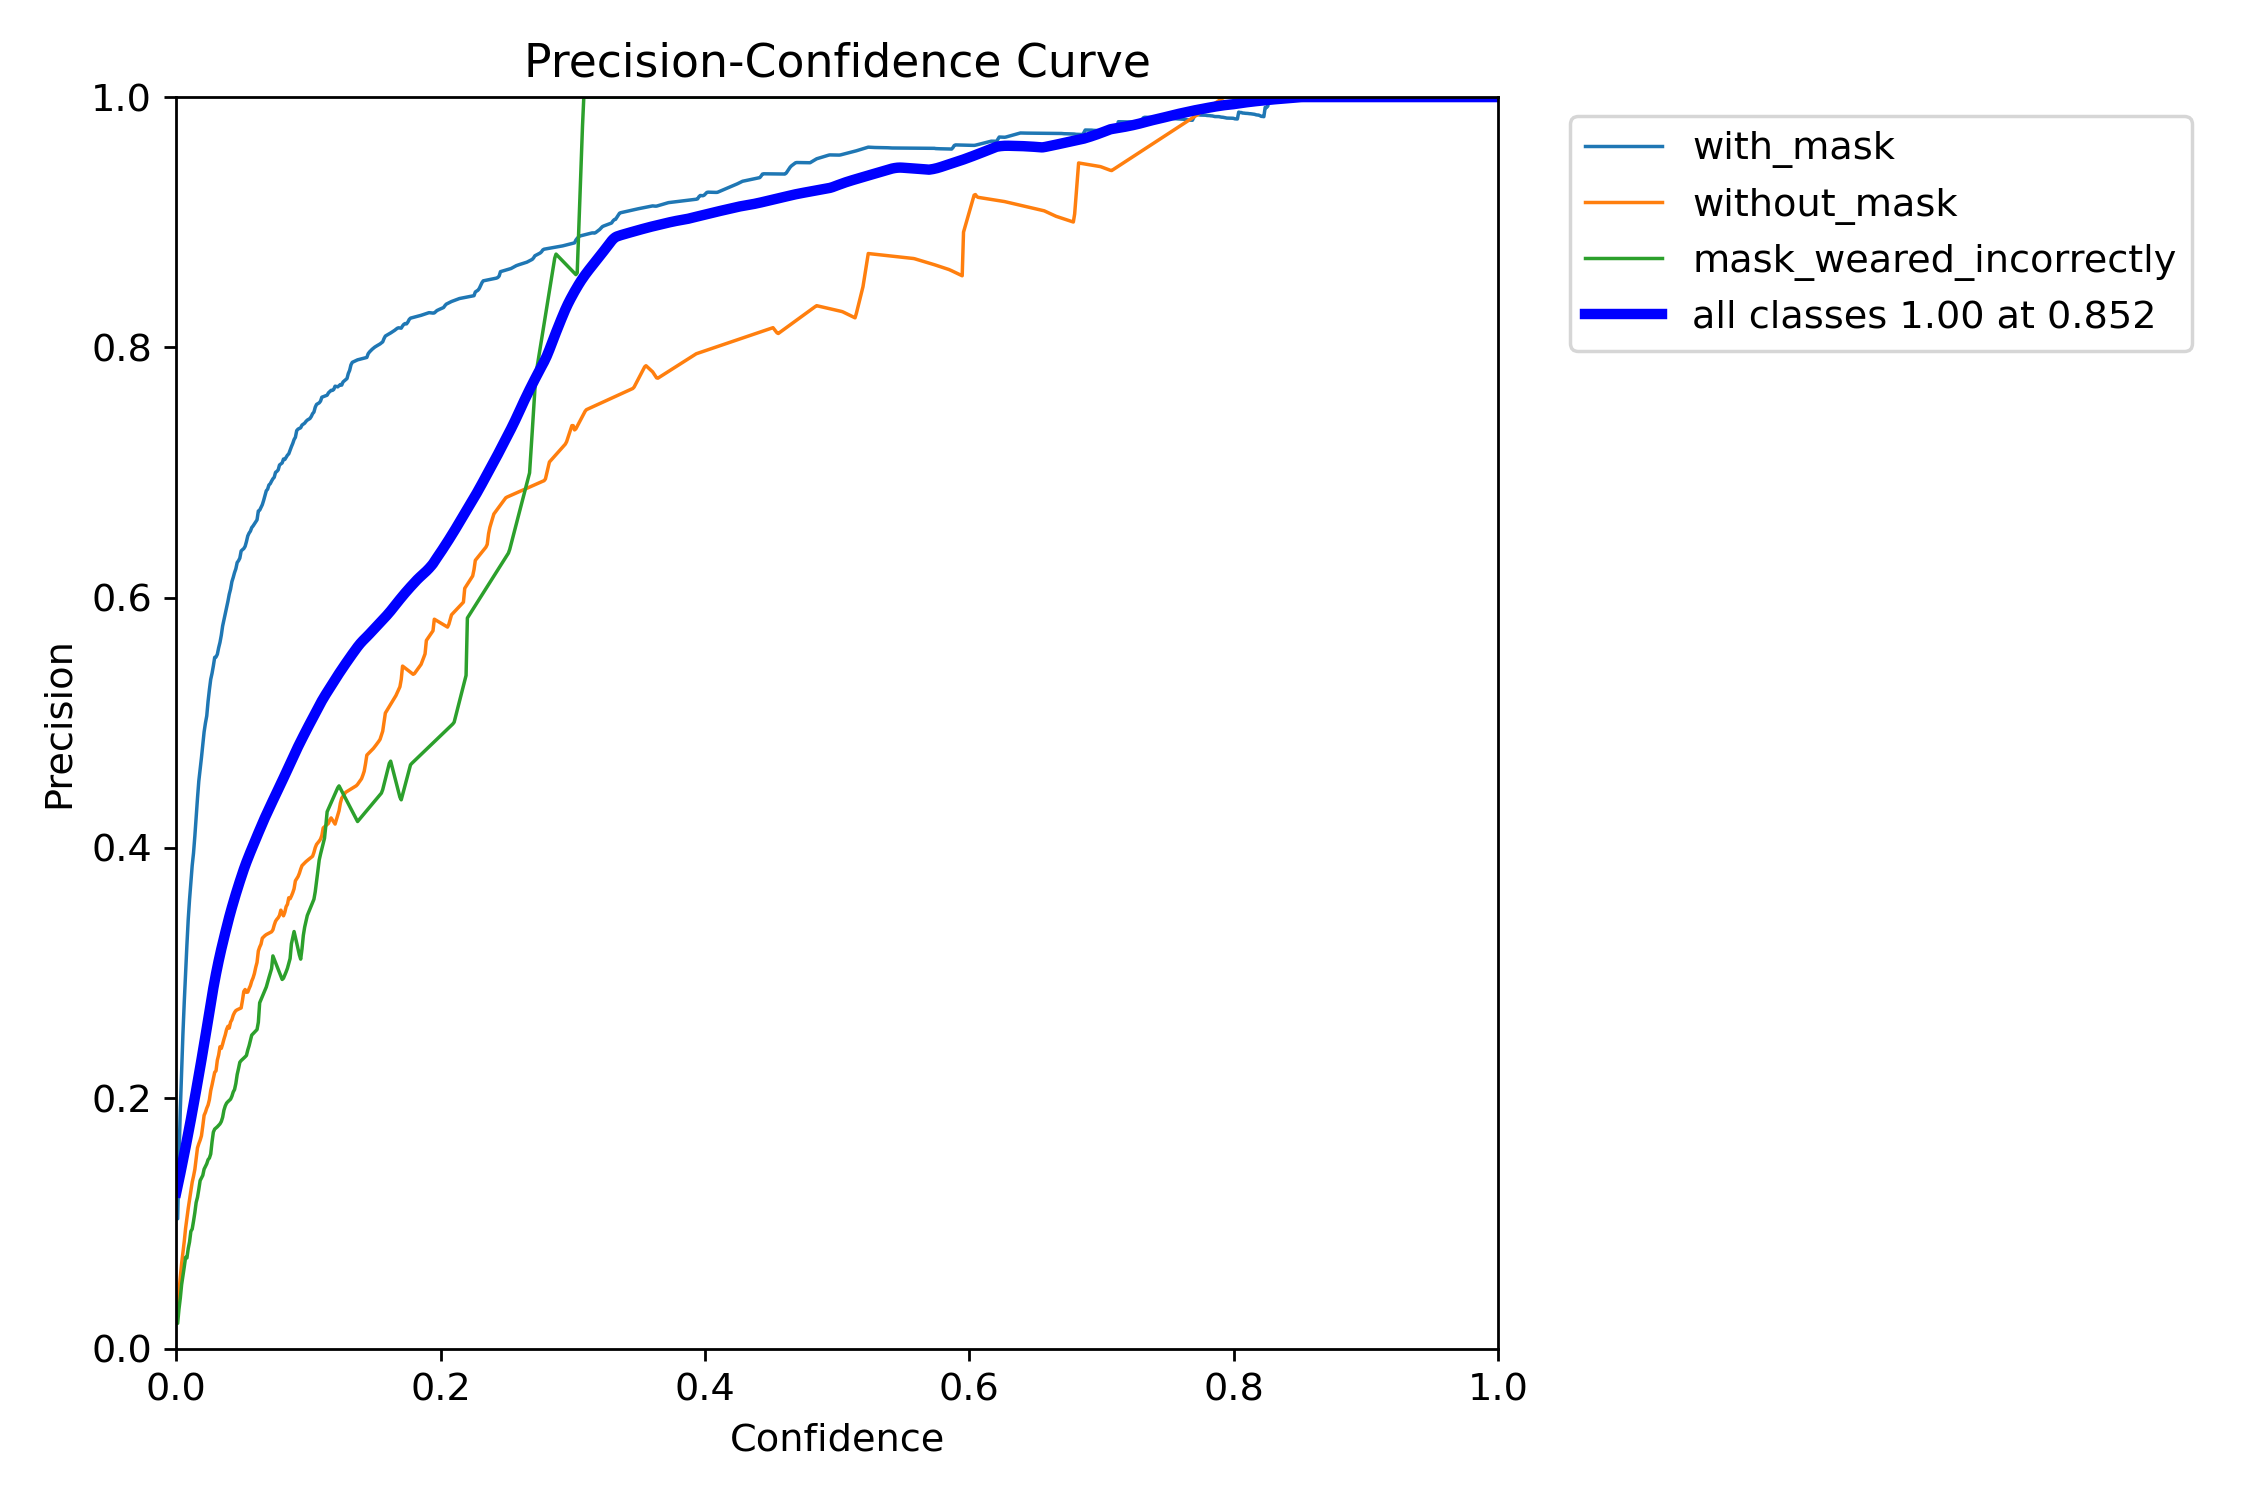 Precision-Confidence Curve
1.0
0.8
0.6
0.4
0.2
0.0
Precision
0.0 0.2 0.4 0.6 0.8 1.0
Confidence
with_mask
without_mask
mask_weared_incorrectly
all classes 1.00 at 0.852